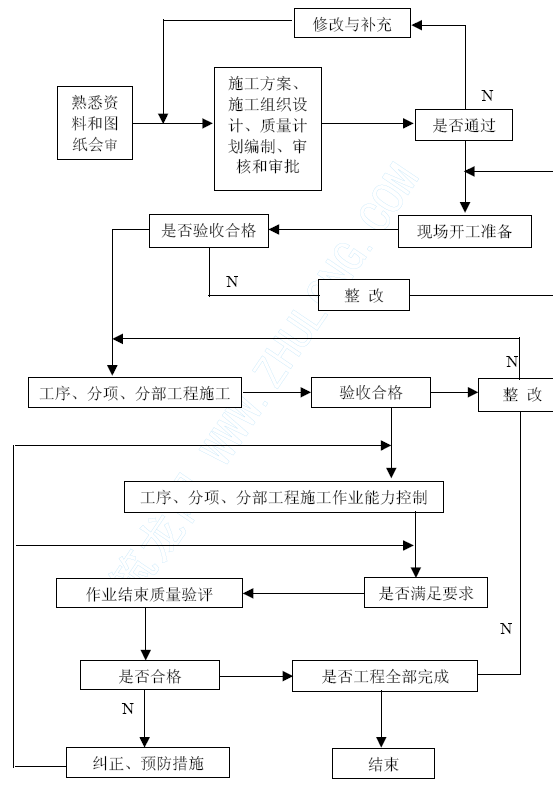 修改与补充
N
熟悉资
料和图
纸会审
施工方案、
施工组织设
计、质量计
划编制、审
核和审批
是否通过
是否验收合格
现场开工准备
N
整 改
N
工序、分项、分部工程施工
验收合格
整 改
工序、分项、分部工程施工作业能力控制
作业结束质量验评
是否满足要求
N
是否合格
是否工程全部完成
N
纠正、预防措施
结束
筑龙网 WWW.ZHULONG.COM